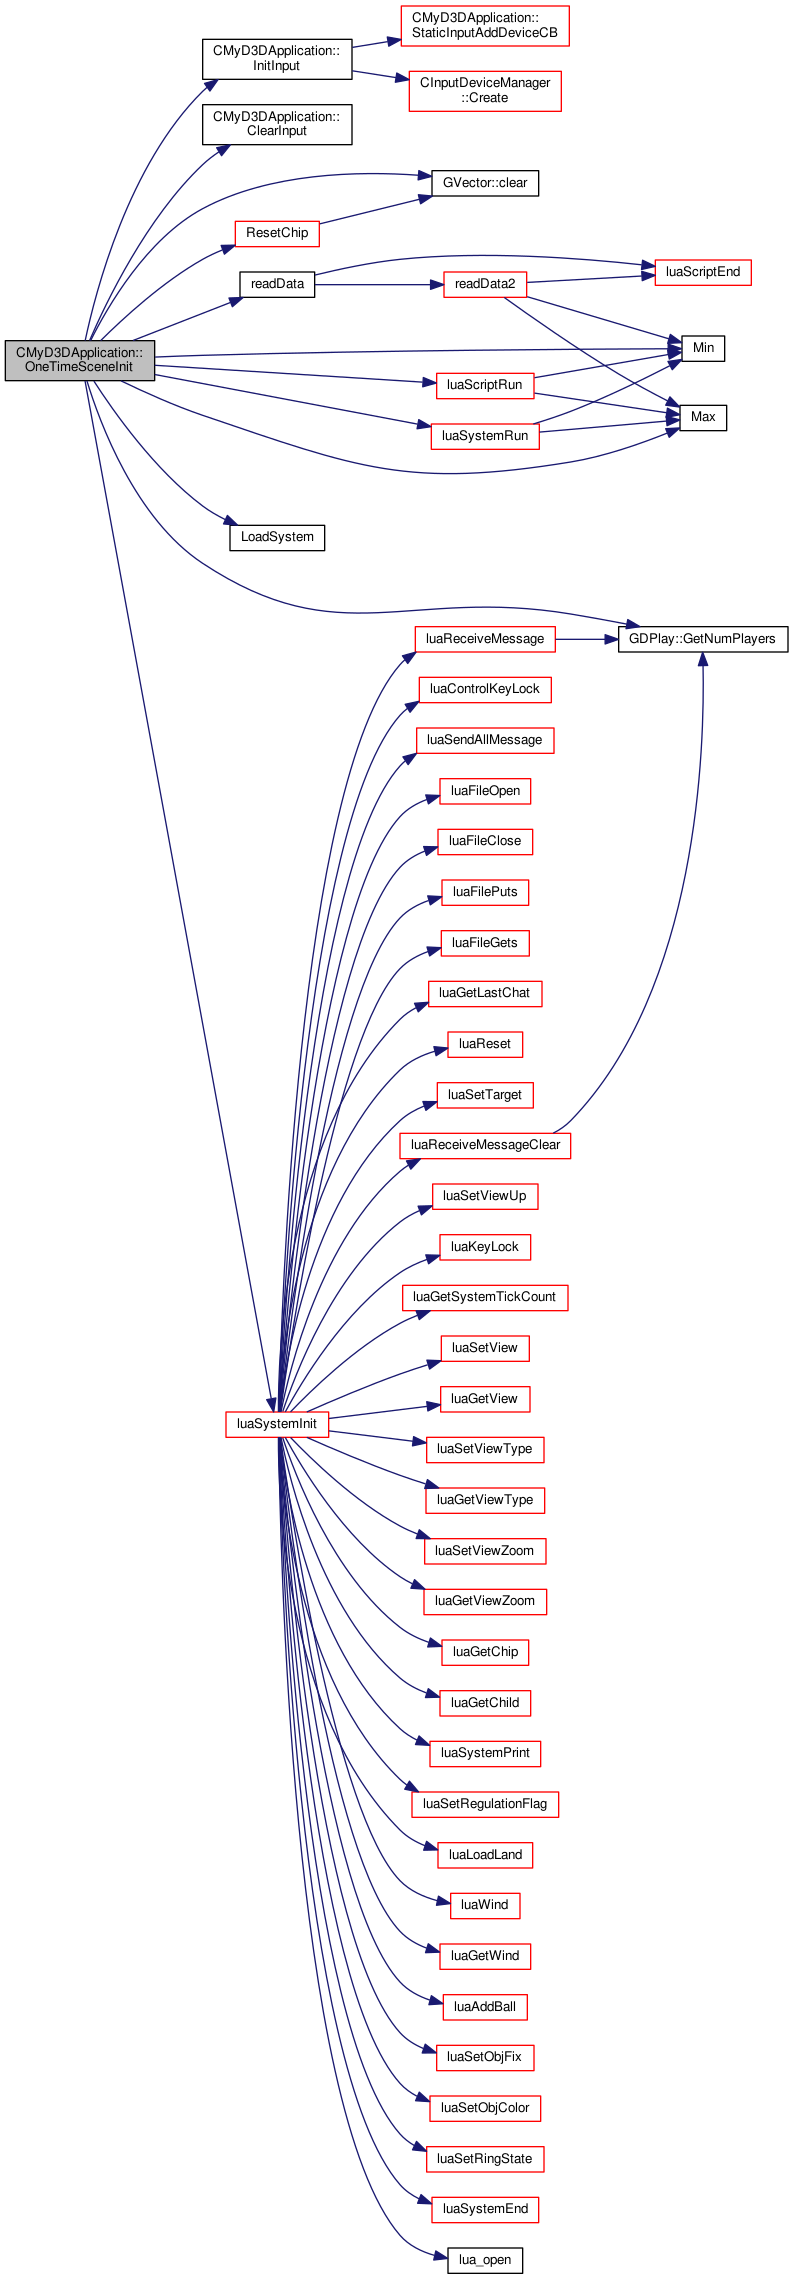 CMyD3DApplication::
StaticInputAddDeviceCB
CMyD3DApplication::
InitInput
CInputDeviceManager
::Create
CMyD3DApplication::
ClearInput
GVector::clear
ResetChip
luaScriptEnd
readData
readData2
Min
CMyD3DApplication::
OneTimeSceneInit
luaScriptRun
Max
luaSystemRun
LoadSystem
luaReceiveMessage
GDPlay::GetNumPlayers
luaControlKeyLock
luaSendAllMessage
luaFileOpen
luaFileClose
luaFilePuts
luaFileGets
luaGetLastChat
luaReset
luaSetTarget
luaReceiveMessageClear
luaSetViewUp
luaKeyLock
luaGetSystemTickCount
luaSetView
luaGetView
luaSystemInit
luaSetViewType
luaGetViewType
luaSetViewZoom
luaGetViewZoom
luaGetChip
luaGetChild
luaSystemPrint
luaSetRegulationFlag
luaLoadLand
luaWind
luaGetWind
luaAddBall
luaSetObjFix
luaSetObjColor
luaSetRingState
luaSystemEnd
lua_open